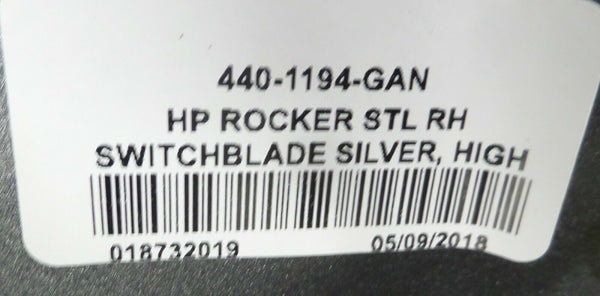 440-1194-GAN
HP ROCKER STL RH
SWITCHBLADE SILVER, HIGH
018732019 05/09/2018